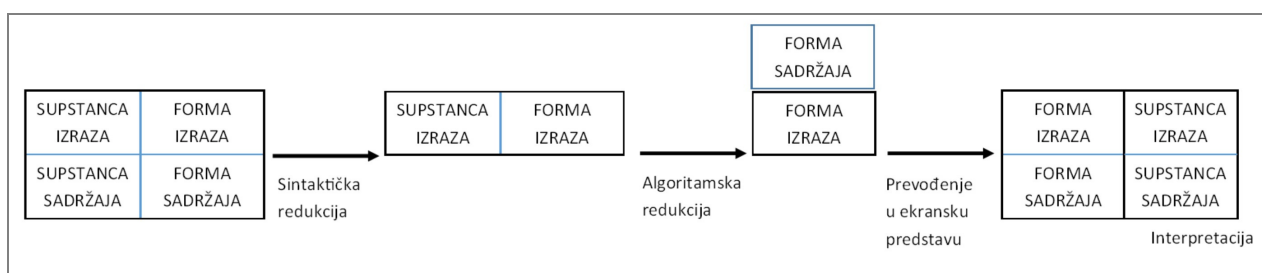 SUPSTANCA
IZRAZA
FORMA
IZRAZA
SUPSTANCA
SADRŽAJA
FORMA
SADRŽAJA
Sintaktička
redukcija
SUPSTANCA
IZRAZA
FORMA
IZRAZA
Algoritamska
redukcija
FORMA
SADRŽAJA
FORMA
IZRAZA
Prevođenje
u ekransku
predstavu
FORMA
IZRAZA
SUPSTANCA
IZRAZA
FORMA
SADRŽAJA
SUPSTANCA
SADRŽAJA
Interpretacija